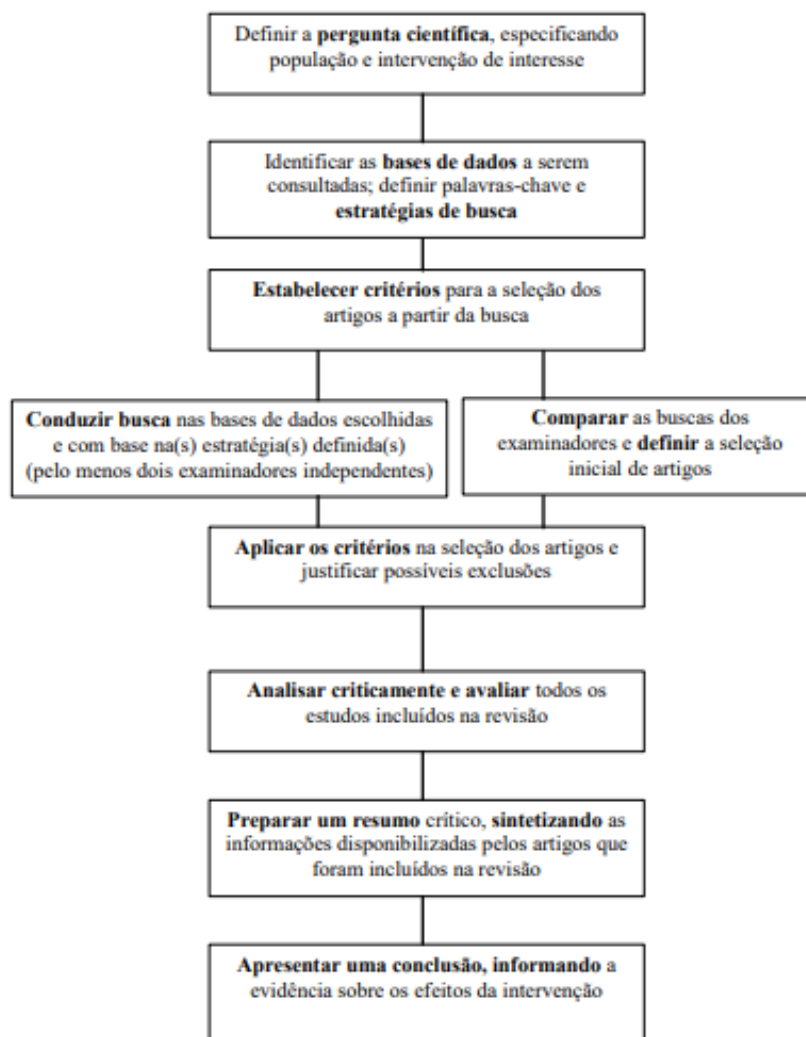 Definir a pergunta científica, especificando
população e intervenção de interesse
Identificar as bases de dados a serem
consultadas; definir palavras-chave e
estratégias de busca
Estabelecer critérios para a seleção dos
artigos a partir da busca
Conduzir busca nas bases de dados escolhidas
e com base na(s) estratégia(s) definida(s)
(pelo menos dois examinadores independentes)
Comparar as buscas dos
examinadores e definir a seleção
inicial de artigos
Aplicar os critérios na seleção dos artigos e
justificar possíveis exclusões
Analisar criticamente e avaliar todos os
estudos incluídos na revisão
Preparar um resumo crítico, sintetizando as
informações disponibilizadas pelos artigos que
foram incluídos na revisão
Apresentar uma conclusão, informando a
evidência sobre os efeitos da intervenção